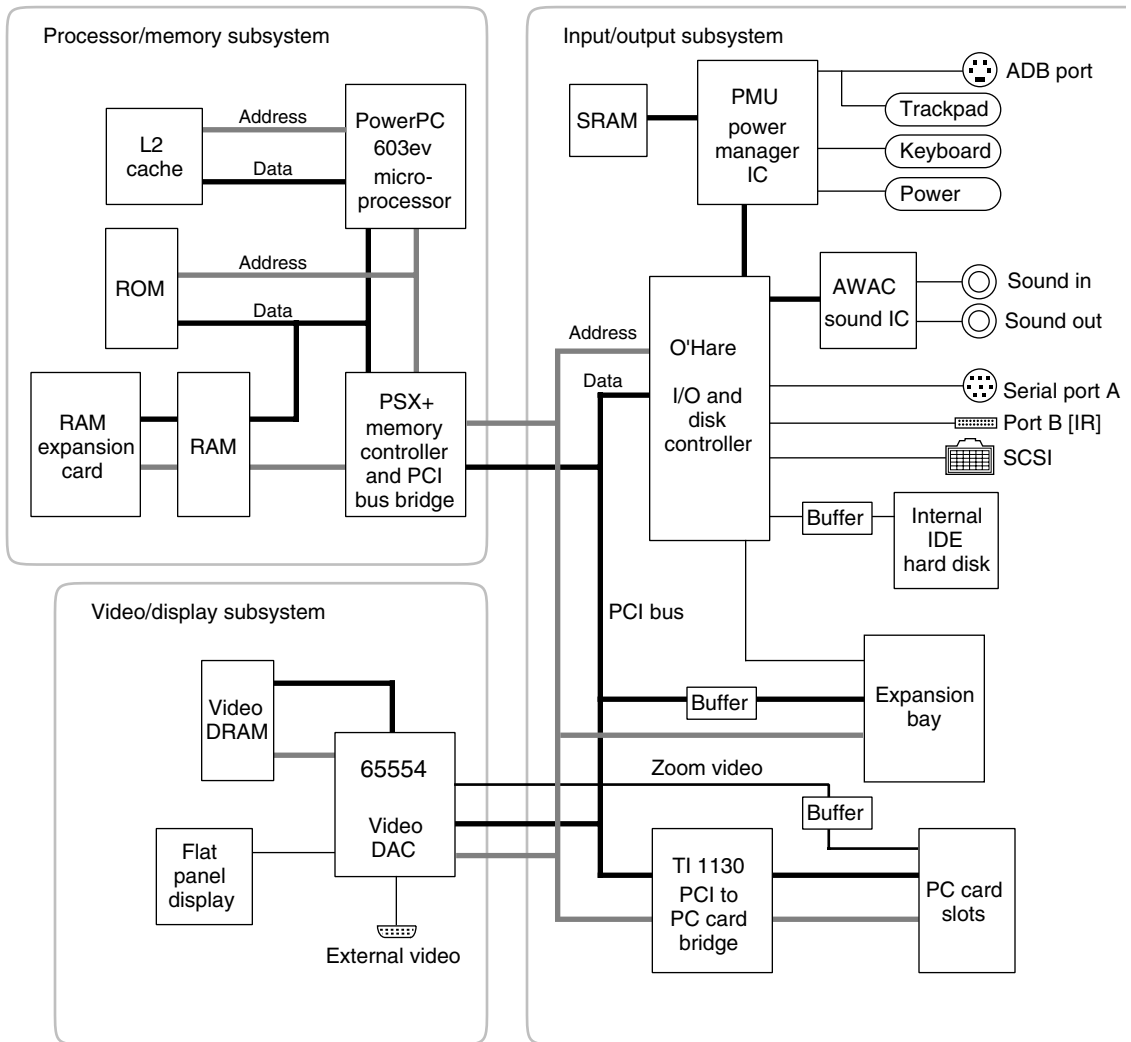 Processor/memory subsystem
L2
cache
Address
Data
PowerPC
603ev
micro-
processor
ROM
Address
Data
RAM
expansion
card
RAM
PSX+
memory
controller
and PCI
bus bridge
Video/display subsystem
Video
DRAM
65554
Video
DAC
Flat
panel
display
External video
Input/output subsystem
SRAM
PMU
power
manager
IC
ADB port
Trackpad
Keyboard
Power
AWAC
sound IC
Sound in
Sound out
Address
Data
O'Hare
I/O and
disk
controller
Serial port A
Port B [IR]
SCSI
Buffer
Internal
IDE
hard disk
PCI bus
Buffer
Expansion
bay
Zoom video
Buffer
TI 1130
PCI to
PC card
bridge
PC card
slots